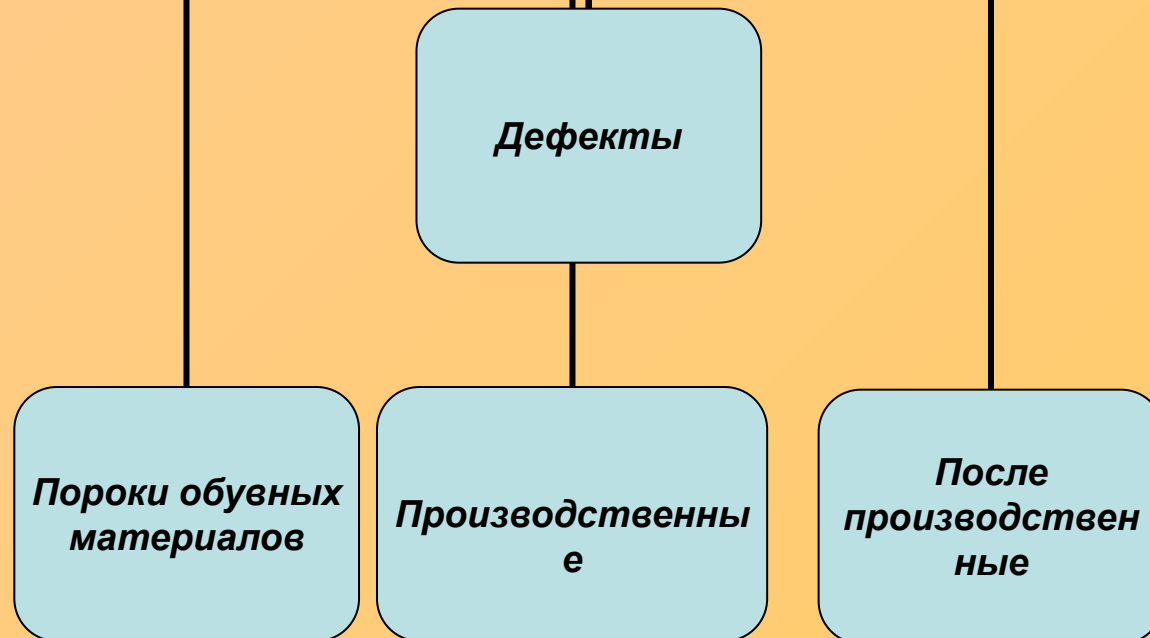 Дефекты
Пороки обувных
материалов
Производственны
е
После
производствен
ные